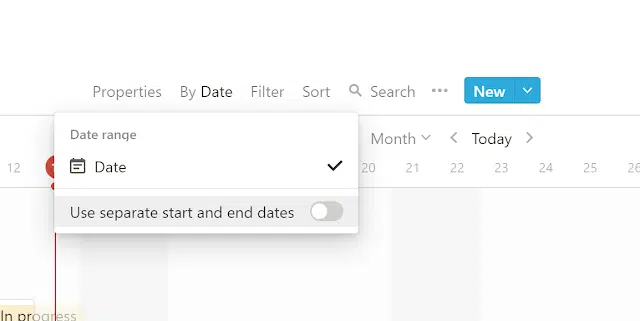 Properties By Date Filter Sort Search ••• New
Date range
Month Today
Date
12 1 20 21 22 23 24 25 26
Use separate start and end dates
In progress